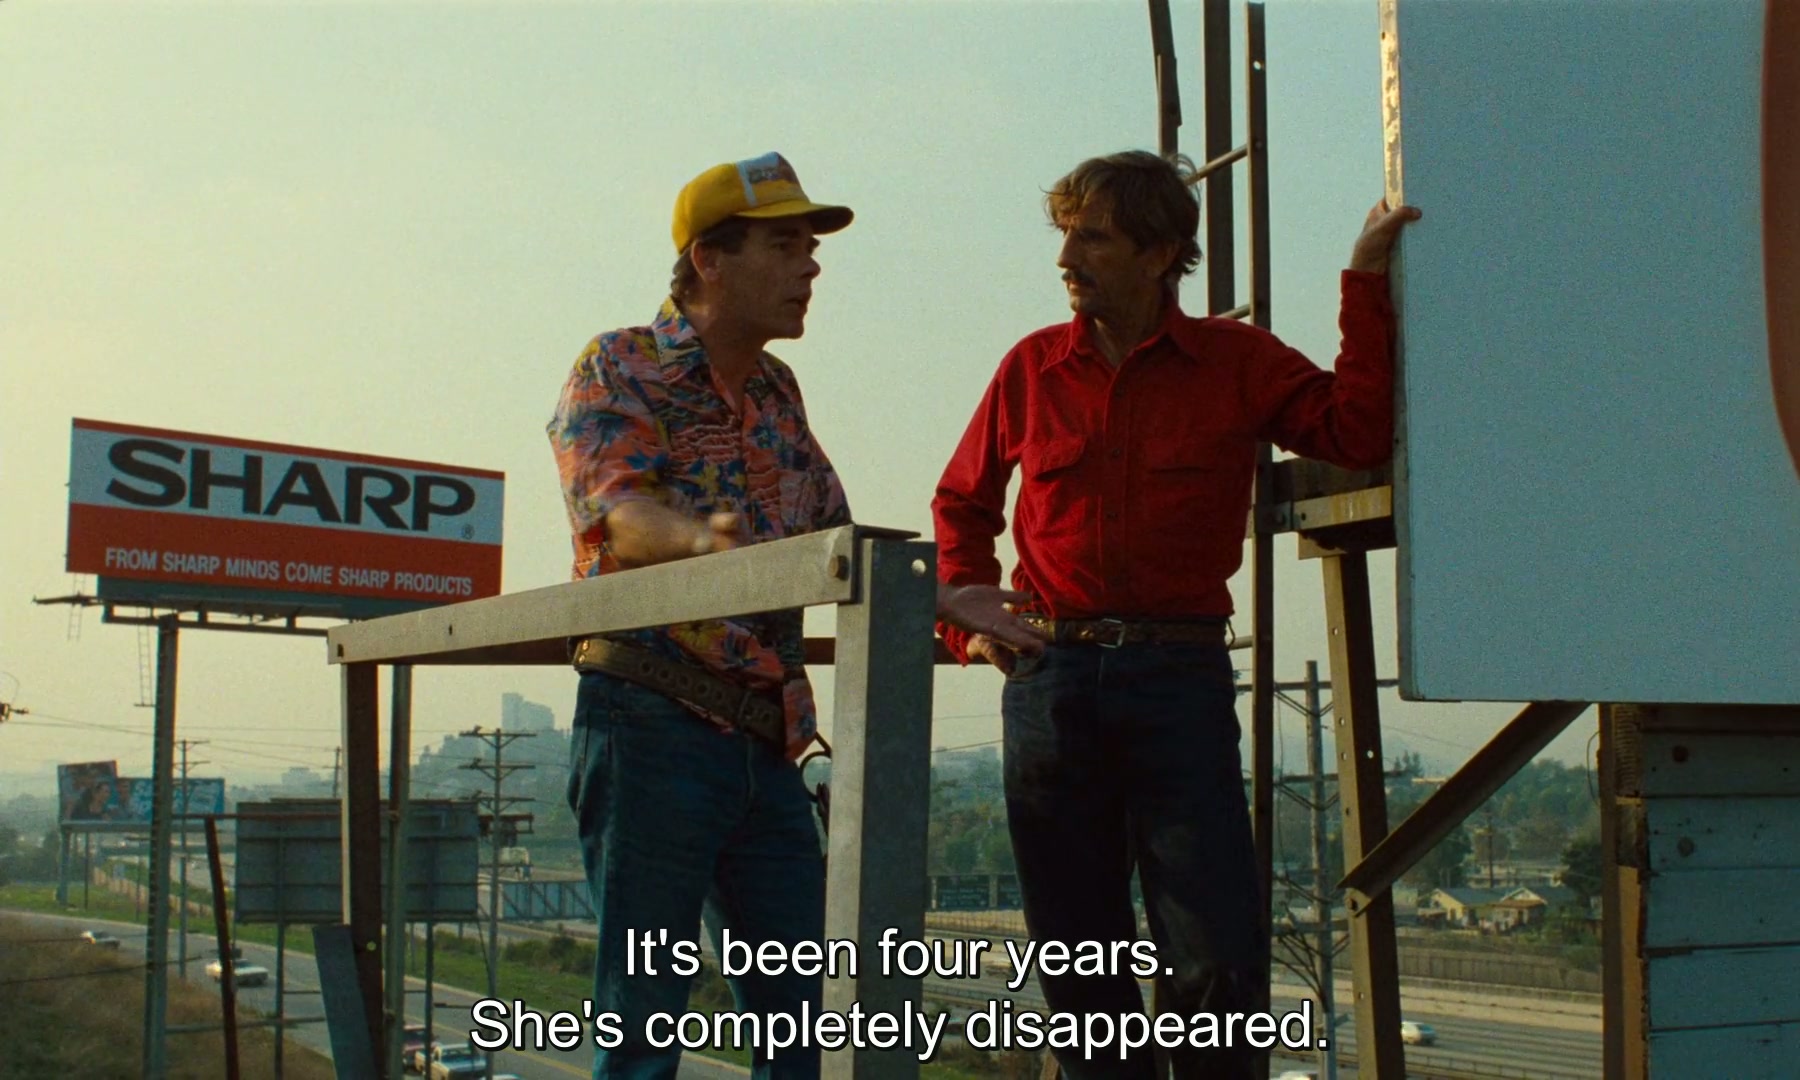 SHARP®
FROM SHARP MINDS COME SHARP PRODUCTS
It's been four years.
She's completely disappeared.